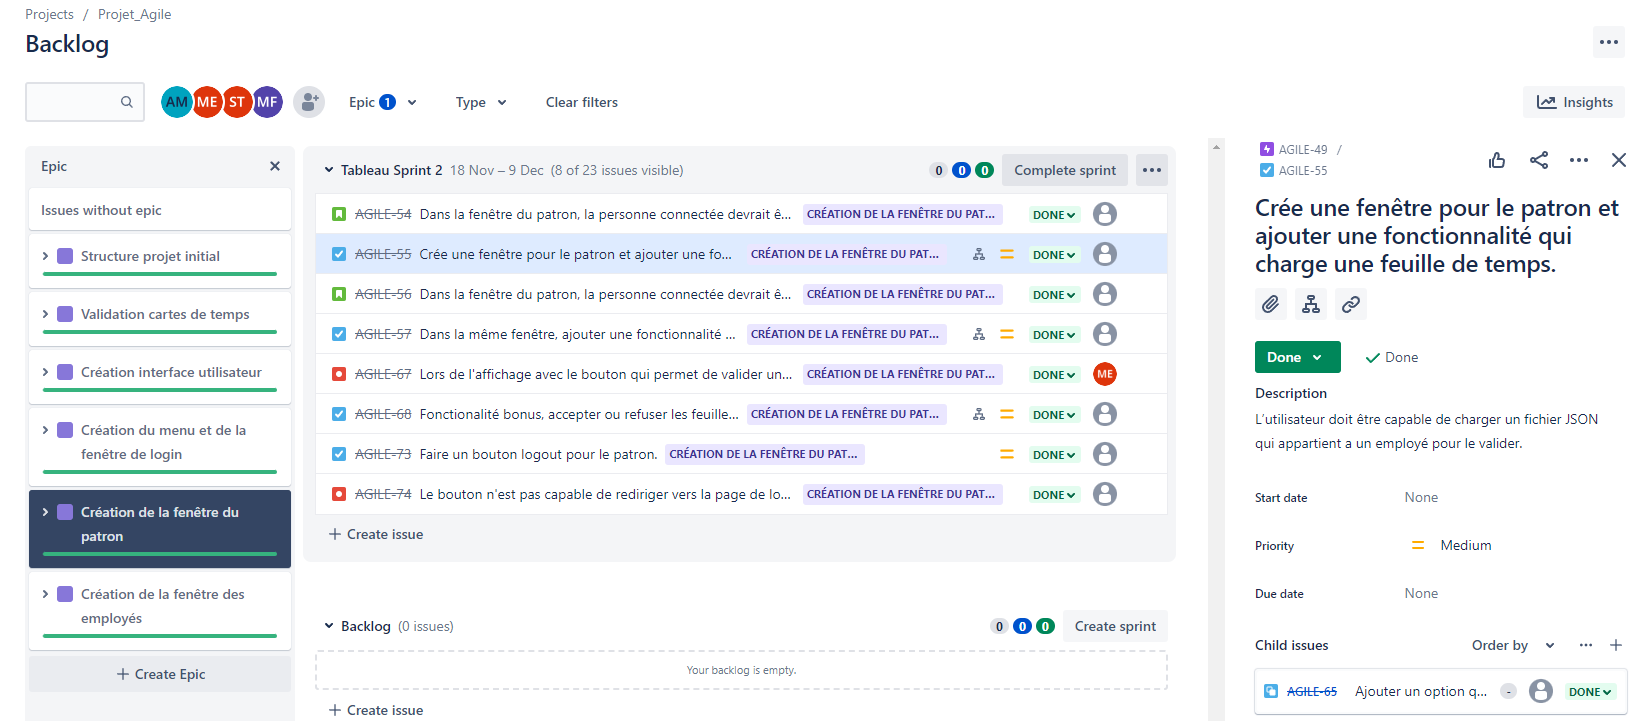 Projects / Projet_Agile
Backlog
AM ME ST MF
Epic 1
Type
Clear filters
Insights
Epic
Issues without epic
Structure projet initial
Validation cartes de temps
Création interface utilisateur
Création du menu et de la
fenêtre de login
Création de la fenêtre du
patron
Création de la fenêtre des
employés
+ Create Epic
Tableau Sprint 2 18 Nov – 9 Dec (8 of 23 issues visible) 0 0 0 Complete sprint
AGILE-54 Dans la fenêtre du patron, la personne connectée devrait ê... CRÉATION DE LA FENÊTRE DU PAT... DONE
AGILE-55 Crée une fenêtre pour le patron et ajouter une fo... CRÉATION DE LA FENÊTRE DU PAT... DONE
AGILE-56 Dans la fenêtre du patron, la personne connectée devrait ê... CRÉATION DE LA FENÊTRE DU PAT... DONE
AGILE-57 Dans la même fenêtre, ajouter une fonctionnalité ... CRÉATION DE LA FENÊTRE DU PAT... DONE
AGILE-67 Lors de l'affichage avec le bouton qui permet de valider un... CRÉATION DE LA FENÊTRE DU PAT... DONE ME
AGILE-68 Fonctionalité bonus, accepter ou refuser les feuille... CRÉATION DE LA FENÊTRE DU PAT... DONE
AGILE-73 Faire un bouton logout pour le patron. CRÉATION DE LA FENÊTRE DU PAT... DONE
AGILE-74 Le bouton n'est pas capable de rediriger vers la page de lo... CRÉATION DE LA FENÊTRE DU PAT... DONE
+ Create issue
Backlog (0 issues) 0 0 0 Create sprint
Your backlog is empty.
+ Create issue
AGILE-49 /
AGILE-55
Crée une fenêtre pour le patron et
ajouter une fonctionnalité qui
charge une feuille de temps.
Done
Done
Description
L'utilisateur doit être capable de charger un fichier JSON
qui appartient a un employé pour le valider.
Start date None
Priority Medium
Due date None
Child issues Order by
AGILE-65 Ajouter un option q... - DONE